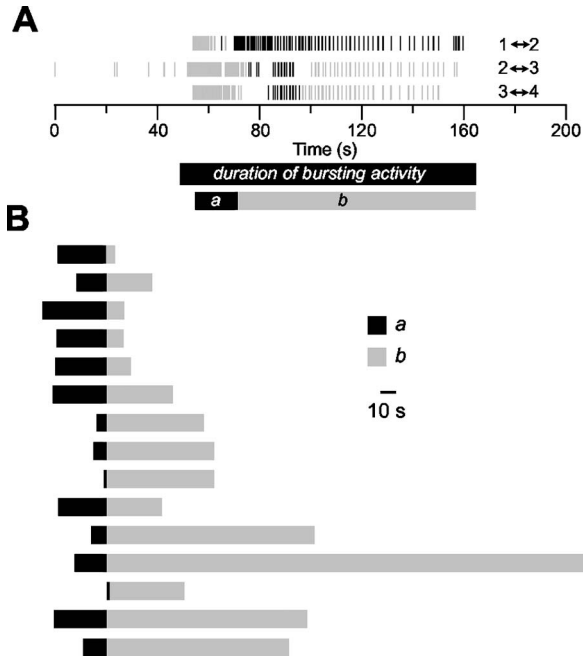 A
1↔2
2↔3
3↔4
0 40 80 120 160 200
Time (s)
duration of bursting activity
a b
B
a
b
10 s